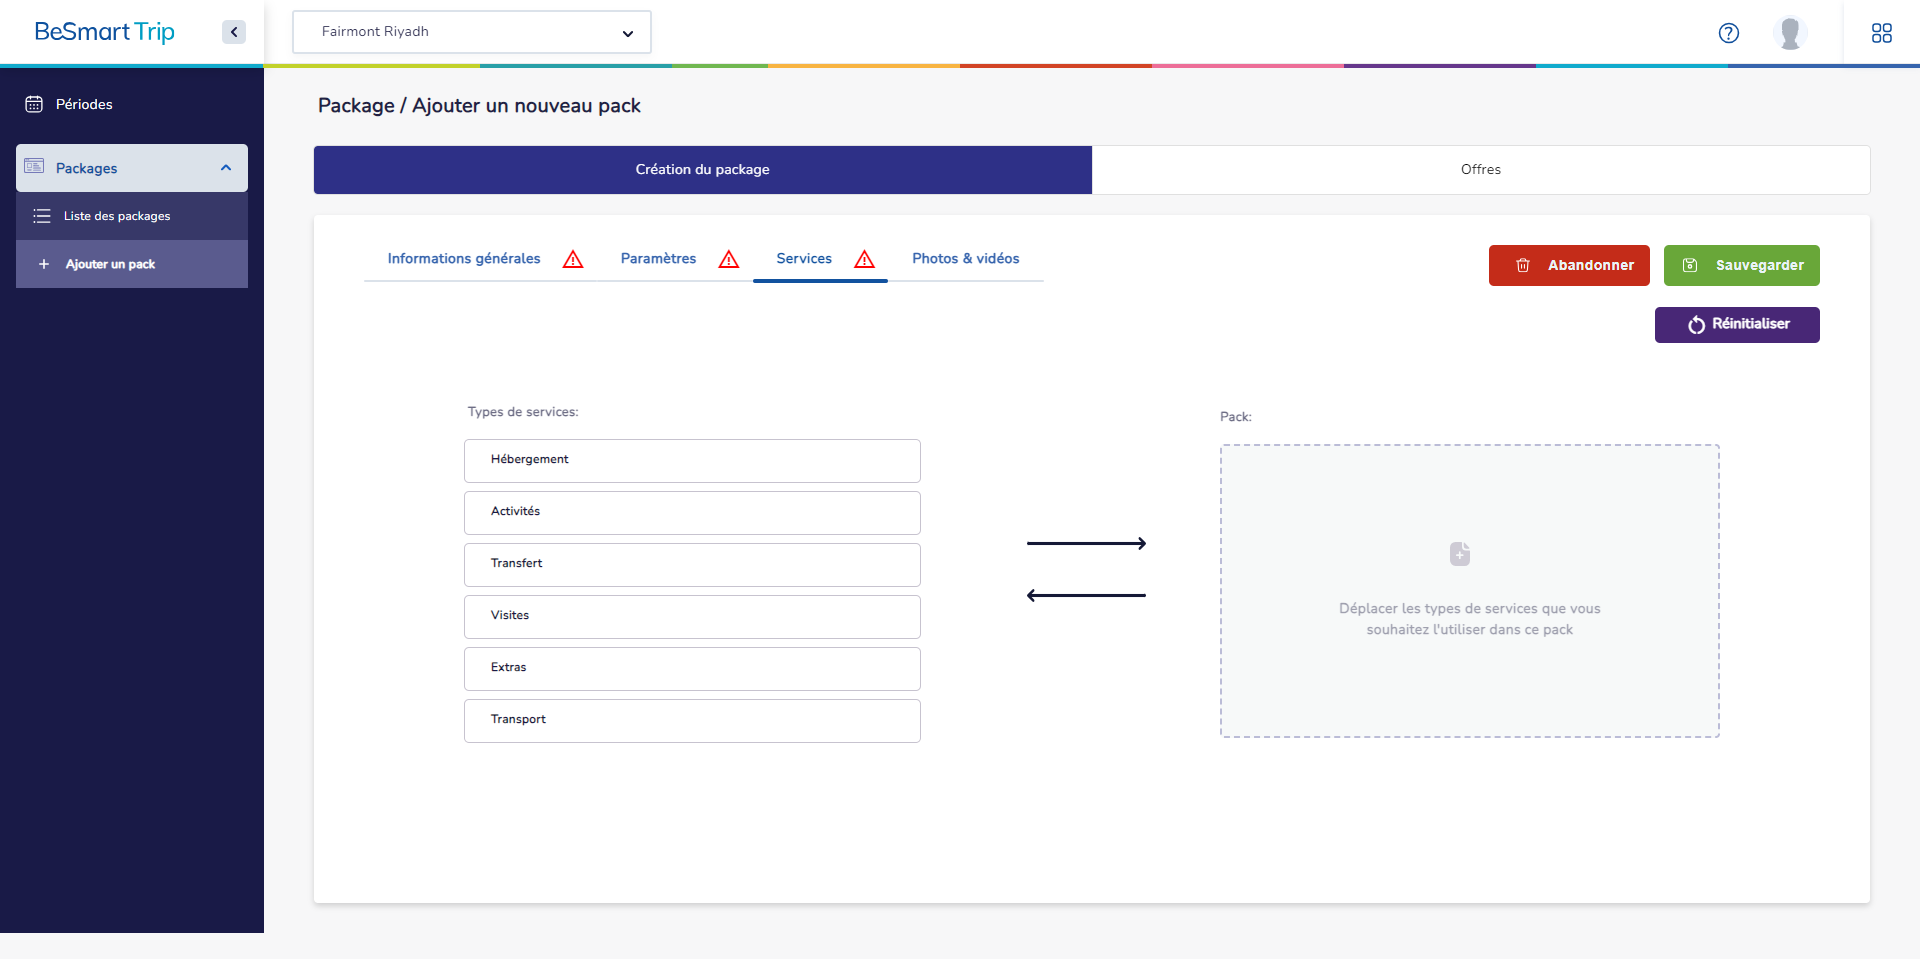 BeSmart Trip
Fairmont Riyadh
Périodes
Packages
Liste des packages
Ajouter un pack
Package / Ajouter un nouveau pack
Création du package
Offres
Informations générales
Paramètres
Services
Photos & vidéos
Abandonner
Sauvegarder
Réinitialiser
Types de services:
Hébergement
Activités
Transfert
Visites
Extras
Transport
Pack:
Déplacer les types de services que vous
souhaitez l'utiliser dans ce pack